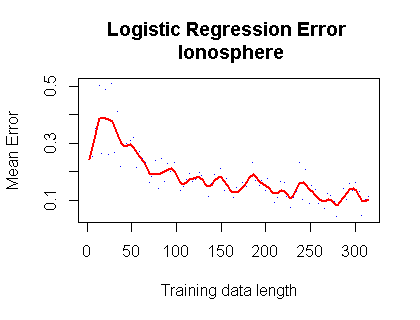 Logistic Regression Error
Ionosphere
Mean Error
0.5
0.3
0.1
0
50
100
150
200
250
300
Training data length